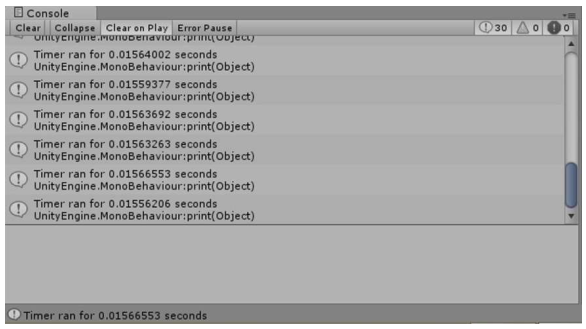 Console
Clear Collapse Clear on Play Error Pause 30 0 0
UnityEngine.MonoBehaviour:print(Object)
Timer ran for 0.01564002 seconds
UnityEngine.MonoBehaviour:print(Object)
Timer ran for 0.01559377 seconds
UnityEngine.MonoBehaviour:print(Object)
Timer ran for 0.01563692 seconds
UnityEngine.MonoBehaviour:print(Object)
Timer ran for 0.01563263 seconds
UnityEngine.MonoBehaviour:print(Object)
Timer ran for 0.01566553 seconds
UnityEngine.MonoBehaviour:print(Object)
Timer ran for 0.01556206 seconds
UnityEngine.MonoBehaviour:print(Object)
Timer ran for 0.01566553 seconds